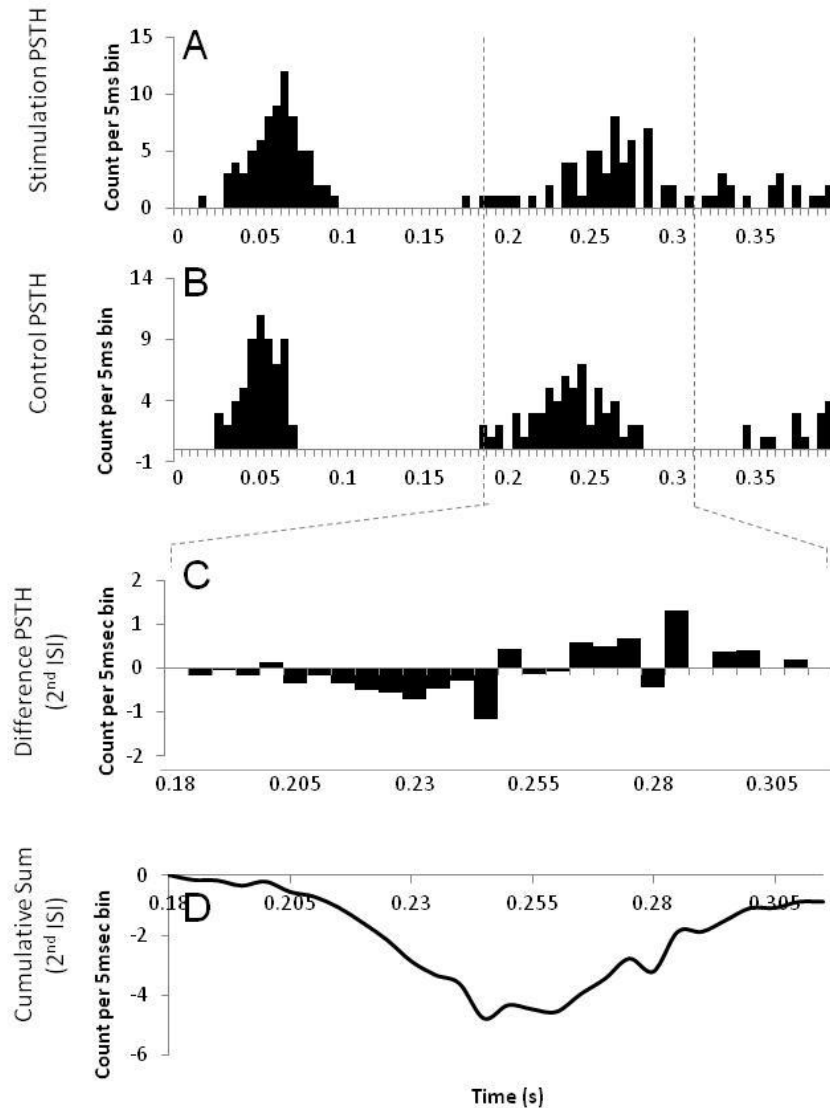 Stimulation PSTH
Count per 5ms bin
A
15
10
5
0
0 0.05 0.1 0.15 0.2 0.25 0.3 0.35
Control PSTH
Count per 5ms bin
B
14
9
4
-1
0 0.05 0.1 0.15 0.2 0.25 0.3 0.35
Difference PSTH
(2nd ISI)
Count per 5msec bin
C
2
1
0
-1
-2
0.18 0.205 0.23 0.255 0.28 0.305
Cumulative Sum
(2nd ISI)
Count per 5msec bin
D
0
-2
-4
-6
0.18 0.205 0.23 0.255 0.28 0.305
Time (s)